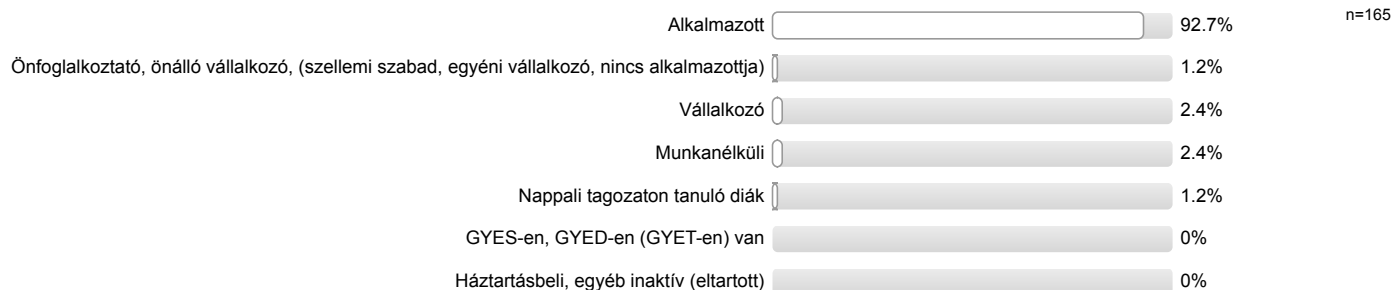 Alkalmazott 92.7% n=165
Önfoglalkoztató, önálló vállalkozó, (szellemi szabad, egyéni vállalkozó, nincs alkalmazottja) 1.2%
Vállalkozó 2.4%
Munkanélküli 2.4%
Nappali tagozaton tanuló diák 1.2%
GYES-en, GYED-en (GYET-en) van 0%
Háztartásbeli, egyéb inaktív (eltartott) 0%